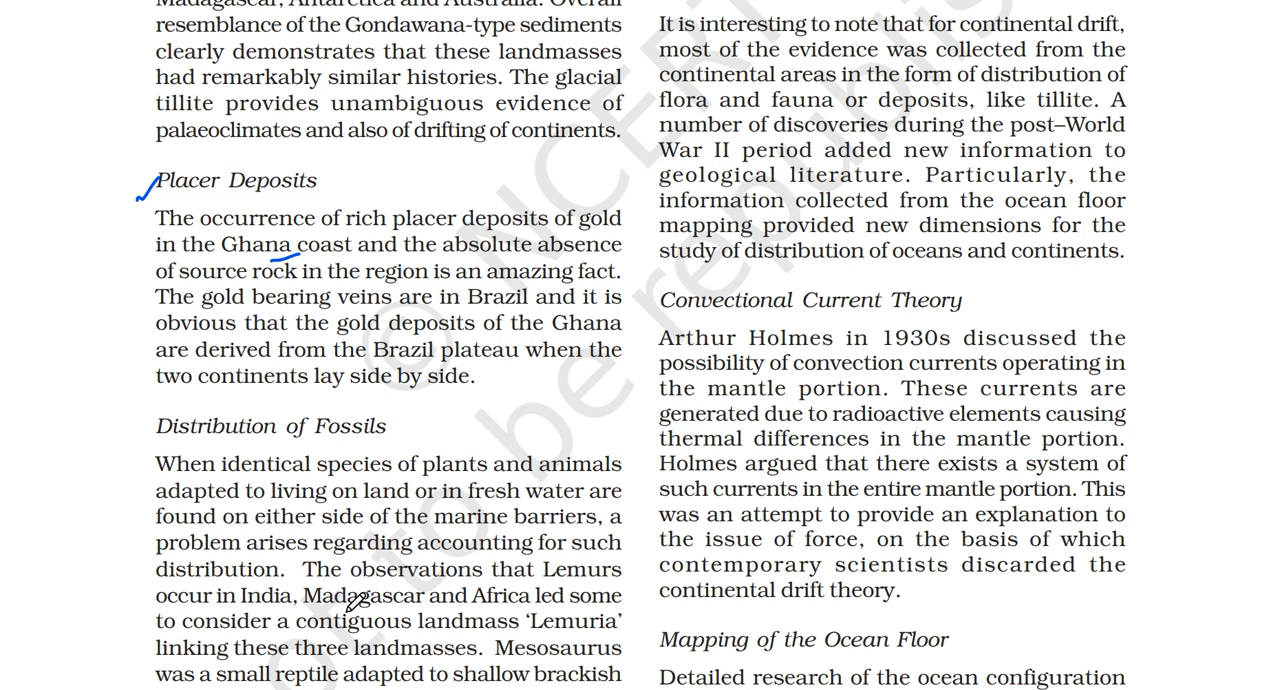 Madagascar, Antarctica and Australia. Overall
resemblance of the Gondawana-type sediments
clearly demonstrates that these landmasses
had remarkably similar histories. The glacial
tillite provides unambiguous evidence of
palaeoclimates and also of drifting of continents.
Placer Deposits
The occurrence of rich placer deposits of gold
in the Ghana coast and the absolute absence
of source rock in the region is an amazing fact.
The gold bearing veins are in Brazil and it is
obvious that the gold deposits of the Ghana
are derived from the Brazil plateau when the
two continents lay side by side.
Distribution of Fossils
When identical species of plants and animals
adapted to living on land or in fresh water are
found on either side of the marine barriers, a
problem arises regarding accounting for such
distribution. The observations that Lemurs
occur in India, Madagascar and Africa led some
to consider a contiguous landmass ‘Lemuria’
linking these three landmasses. Mesosaurus
was a small reptile adapted to shallow brackish
It is interesting to note that for continental drift,
most of the evidence was collected from the
continental areas in the form of distribution of
flora and fauna or deposits, like tillite. A
number of discoveries during the post–World
War II period added new information to
geological literature. Particularly, the
information collected from the ocean floor
mapping provided new dimensions for the
study of distribution of oceans and continents.
Convectional Current Theory
Arthur Holmes in 1930s discussed the
possibility of convection currents operating in
the mantle portion. These currents are
generated due to radioactive elements causing
thermal differences in the mantle portion.
Holmes argued that there exists a system of
such currents in the entire mantle portion. This
was an attempt to provide an explanation to
the issue of force, on the basis of which
contemporary scientists discarded the
continental drift theory.
Mapping of the Ocean Floor
Detailed research of the ocean configuration
© NCERT
to be republis